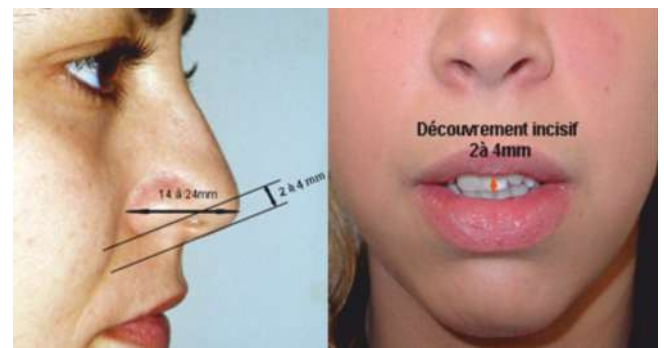 14 à 24mm
2 à 4 mm
Découvrement incisif
2à 4mm